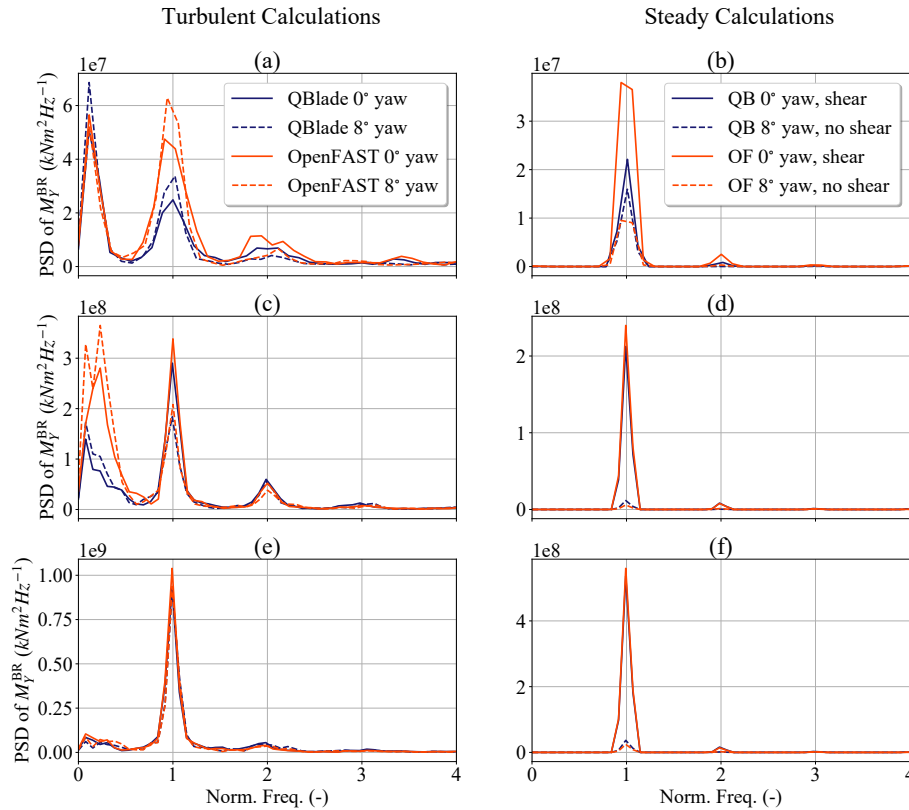 Turbulent Calculations
Steady Calculations
(a)
1e7
QBlade 0° yaw
QBlade 8° yaw
OpenFAST 0° yaw
OpenFAST 8° yaw
6
4
2
0
PSD of M_Y^BR (kNm²Hz⁻¹)
(b)
1e7
QB 0° yaw, shear
QB 8° yaw, no shear
OF 0° yaw, shear
OF 8° yaw, no shear
3
2
1
0
(c)
1e8
3
2
1
0
PSD of M_Y^BR (kNm²Hz⁻¹)
(d)
1e8
2
1
0
(e)
1e9
1.00
0.75
0.50
0.25
0.00
PSD of M_Y^BR (kNm²Hz⁻¹)
0 1 2 3 4
Norm. Freq. (-)
(f)
1e8
4
2
0
0 1 2 3 4
Norm. Freq. (-)